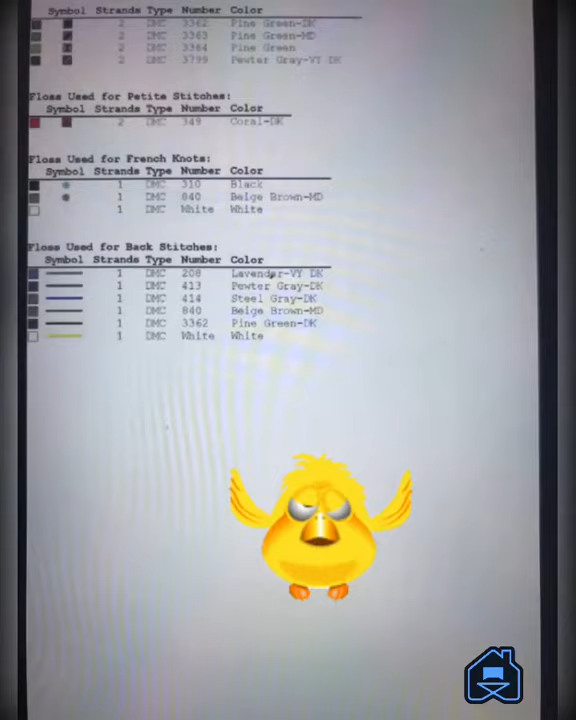 Symbol Strands Type Number Color
2 DMC 3362 Pine Green-DK
2 DMC 3363 Pine Green-MD
2 DMC 3364 Pine Green
2 DMC 3799 Pewter Gray-VY DK
Floss Used for Petite Stitches:
Symbol Strands Type Number Color
2 DMC 349 Coral-DK
Floss Used for French Knots:
Symbol Strands Type Number Color
1 DMC 310 Black
1 DMC 840 Beige Brown-MD
1 DMC White White
Floss Used for Back Stitches:
Symbol Strands Type Number Color
1 DMC 208 Lavender-VY DK
1 DMC 413 Pewter Gray-DK
1 DMC 414 Steel Gray-DK
1 DMC 840 Beige Brown-MD
1 DMC 3362 Pine Green-DK
1 DMC White White